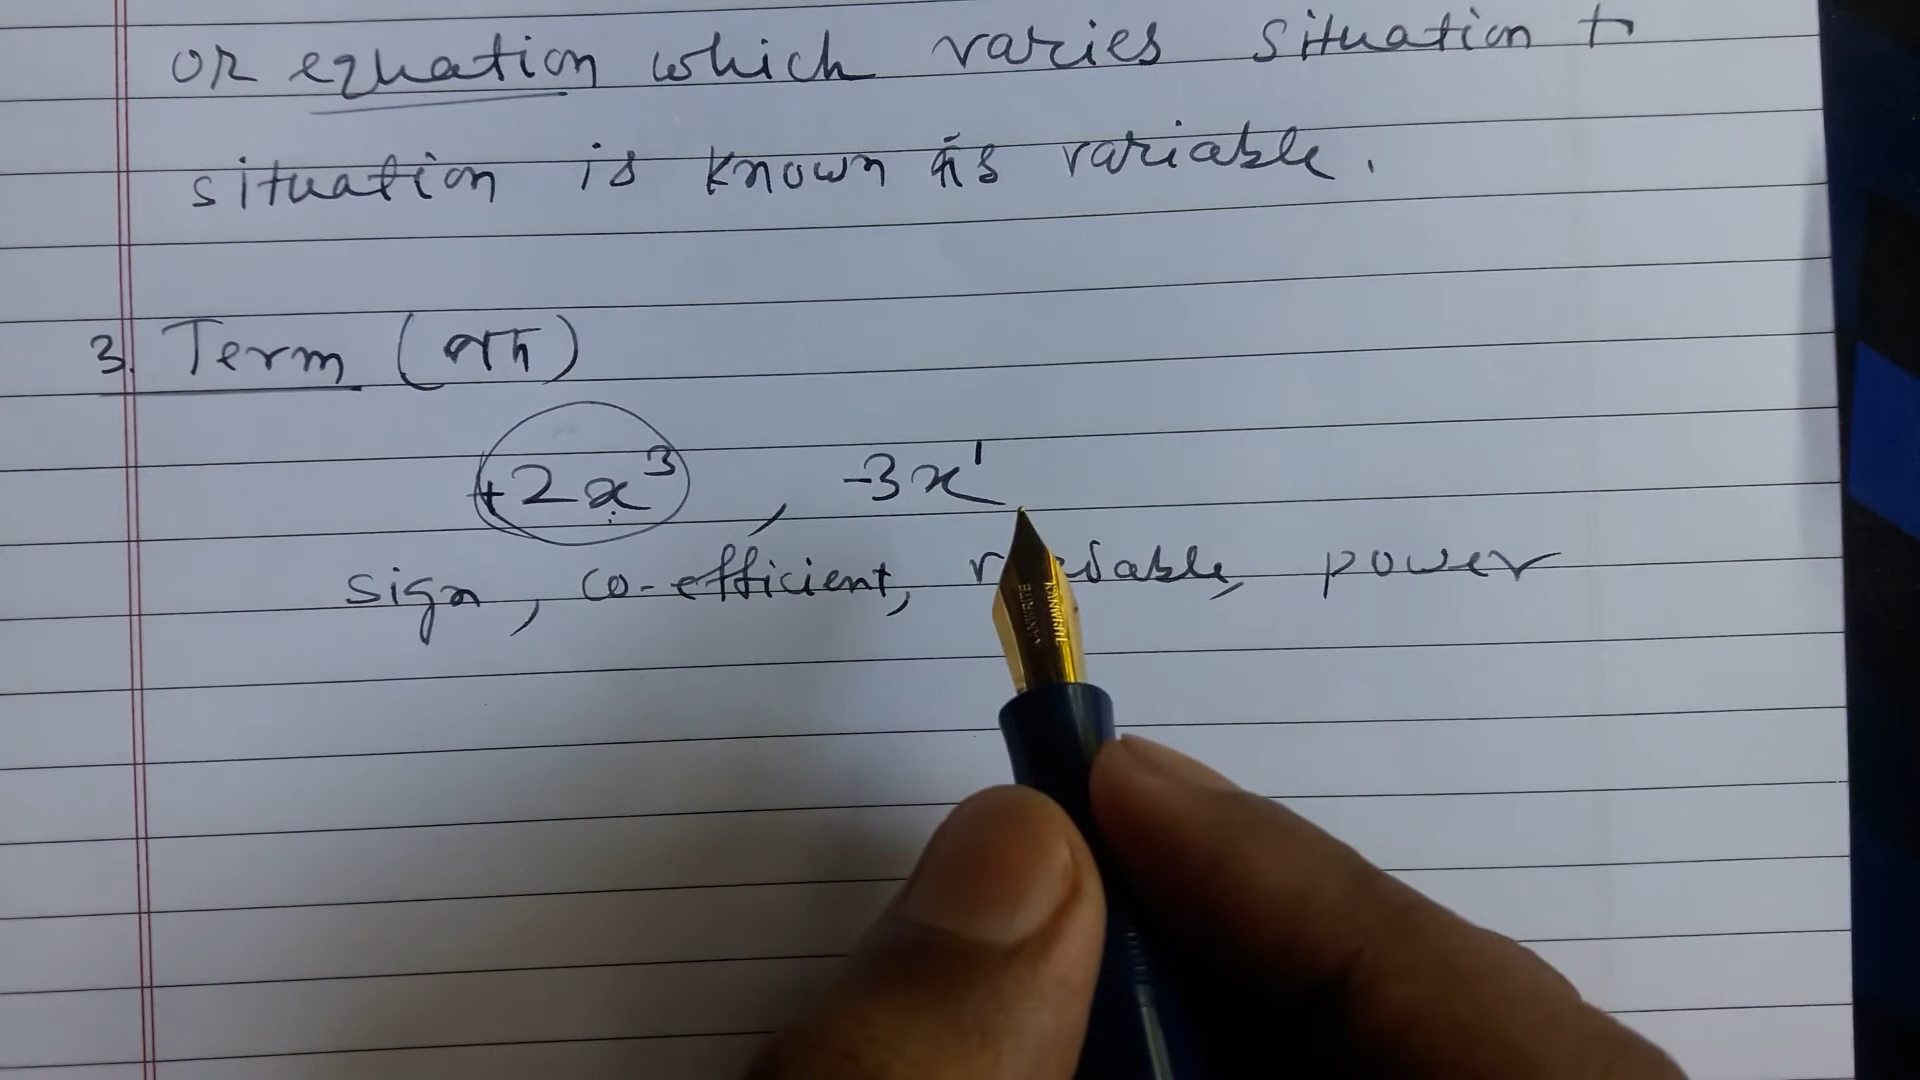 or equation which varies situation to
situation is known as variable.
3. Term (पद)
+2x³ , -3x¹
sign, co-efficient, variable, power
KANWRITE